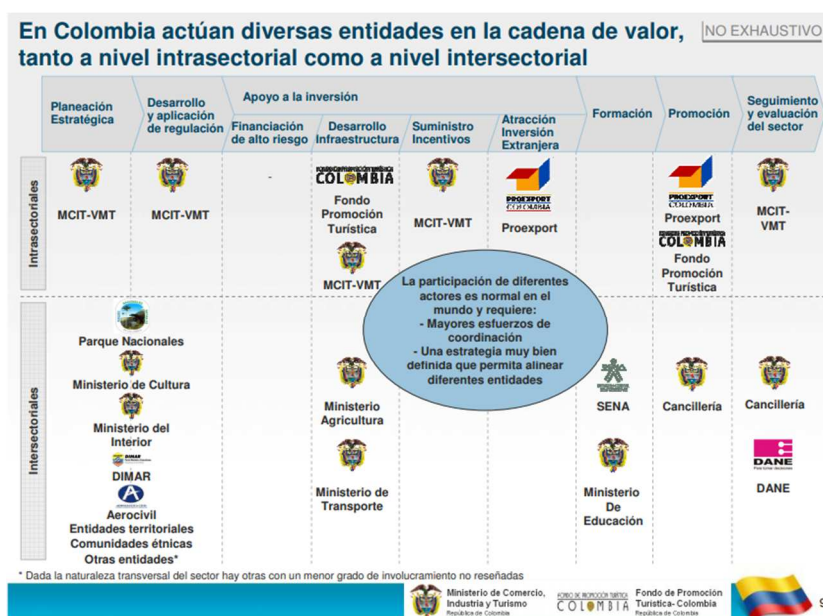 En Colombia actúan diversas entidades en la cadena de valor,
tanto a nivel intrasectorial como a nivel intersectorial
NO EXHAUSTIVO
Planeación
Estratégica
Desarrollo
y aplicación
de regulación
Apoyo a la inversión
Financiación
de alto riesgo
Desarrollo
Infraestructura
Suministro
Incentivos
Atracción
Inversión
Extranjera
Formación
Promoción
Seguimiento
y evaluación
del sector
Intrasectoriales
MCIT-VMT
MCIT-VMT
-
COLOMBIA
Fondo
Promoción
Turística
MCIT-VMT
MCIT-VMT
PROEXPORT
COLOMBIA
Proexport
PROEXPORT
COLOMBIA
Proexport
COLOMBIA
Fondo
Promoción
Turística
MCIT-
VMT
La participación de diferentes
actores es normal en el
mundo y requiere:
- Mayores esfuerzos de
coordinación
- Una estrategia muy bien
definida que permita alinear
diferentes entidades
Intersectoriales
Parque Nacionales
Ministerio de Cultura
Ministerio del
Interior
DIMAR
DIMAR
Aerocivil
Entidades territoriales
Comunidades étnicas
Otras entidades*
Ministerio
Agricultura
Ministerio de
Transporte
SENA
Ministerio
De
Educación
Cancillería
Cancillería
DANE
DANE
* Dada la naturaleza transversal del sector hay otras con un menor grado de involucramiento no reseñadas
Ministerio de Comercio,
Industria y Turismo
República de Colombia
FONDO DE PROMOCIÓN TURÍSTICA
COLOMBIA
Fondo de Promoción
Turística- Colombia
República de Colombia
9